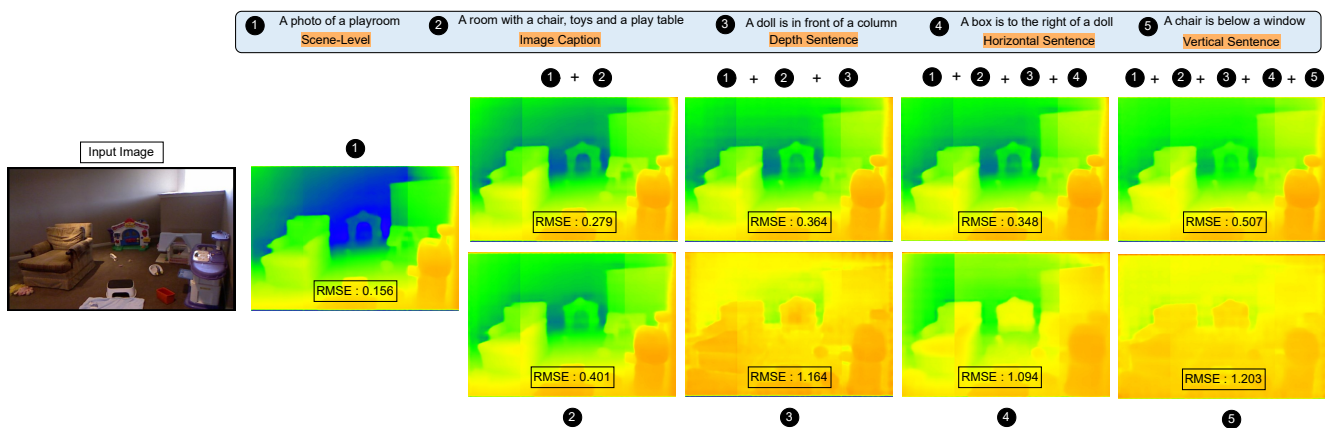 1 A photo of a playroom
Scene-Level
2 A room with a chair, toys and a play table
Image Caption
3 A doll is in front of a column
Depth Sentence
4 A box is to the right of a doll
Horizontal Sentence
5 A chair is below a window
Vertical Sentence
1 + 2
1 + 2 + 3
1 + 2 + 3 + 4
1 + 2 + 3 + 4 + 5
Input Image
1
RMSE : 0.279
RMSE : 0.364
RMSE : 0.348
RMSE : 0.507
RMSE : 0.156
RMSE : 0.401
RMSE : 1.164
RMSE : 1.094
RMSE : 1.203
2
3
4
5